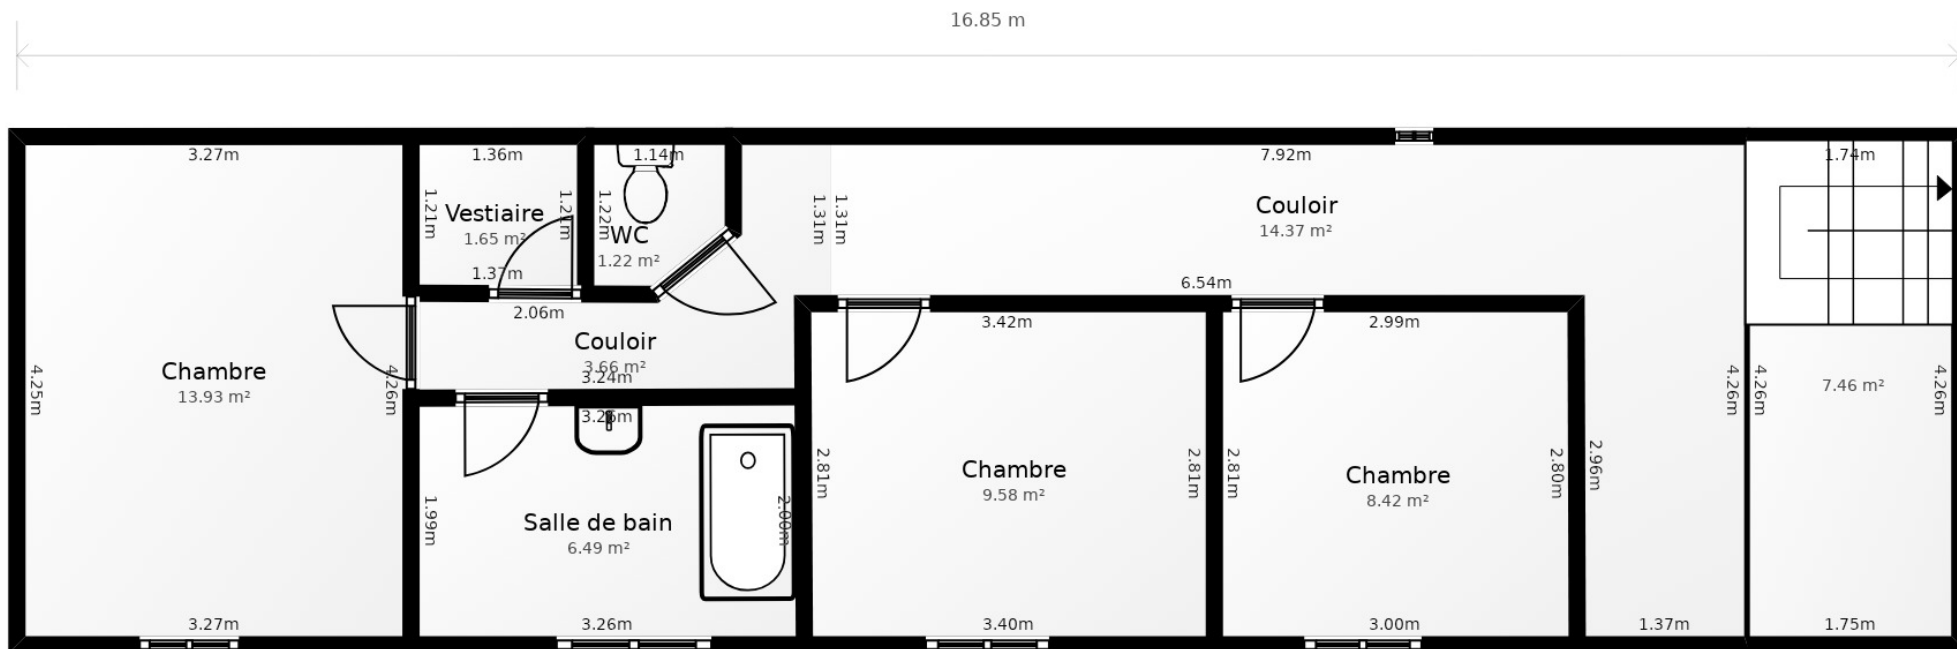 16.85 m
3.27m
1.36m
1.14m
7.92m
1.74m
1.21m
1.21m
1.22m
1.31m
1.31m
Vestiaire
1.65 m²
WC
1.22 m²
Couloir
14.37 m²
1.37m
6.54m
2.06m
3.42m
2.99m
Couloir
3.66 m²
3.24m
Chambre
13.93 m²
4.25m
4.26m
4.26m
4.26m
7.46 m²
4.26m
3.26m
2.81m
2.81m
2.81m
2.80m
2.96m
Chambre
9.58 m²
Chambre
8.42 m²
1.99m
2.00m
Salle de bain
6.49 m²
3.27m
3.26m
3.40m
3.00m
1.37m
1.75m